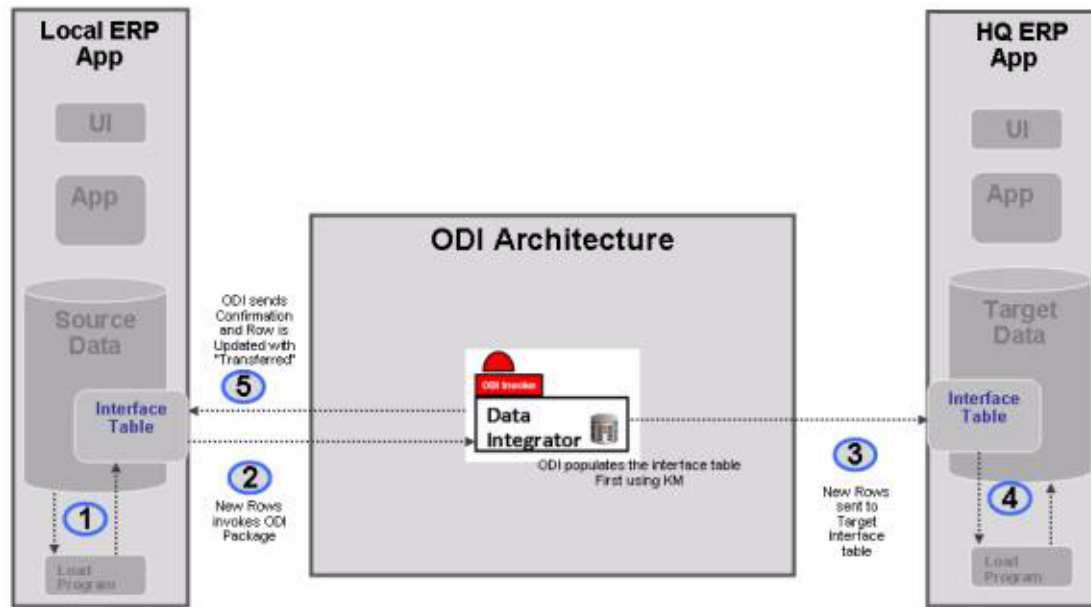 Local ERP
App
UI
App
Source
Data
Interface
Table
1
Load
Program
ODI sends
Confirmation
and Row is
Updated with
"Transferred"
5
2
New Rows
invokes ODI
Package
ODI Architecture
ODI Invoker
Data
Integrator
ODI populates the interface table
First using KM
3
New Rows
sent to
Target
Interface
table
HQ ERP
App
UI
App
Target
Data
Interface
Table
4
Load
Program